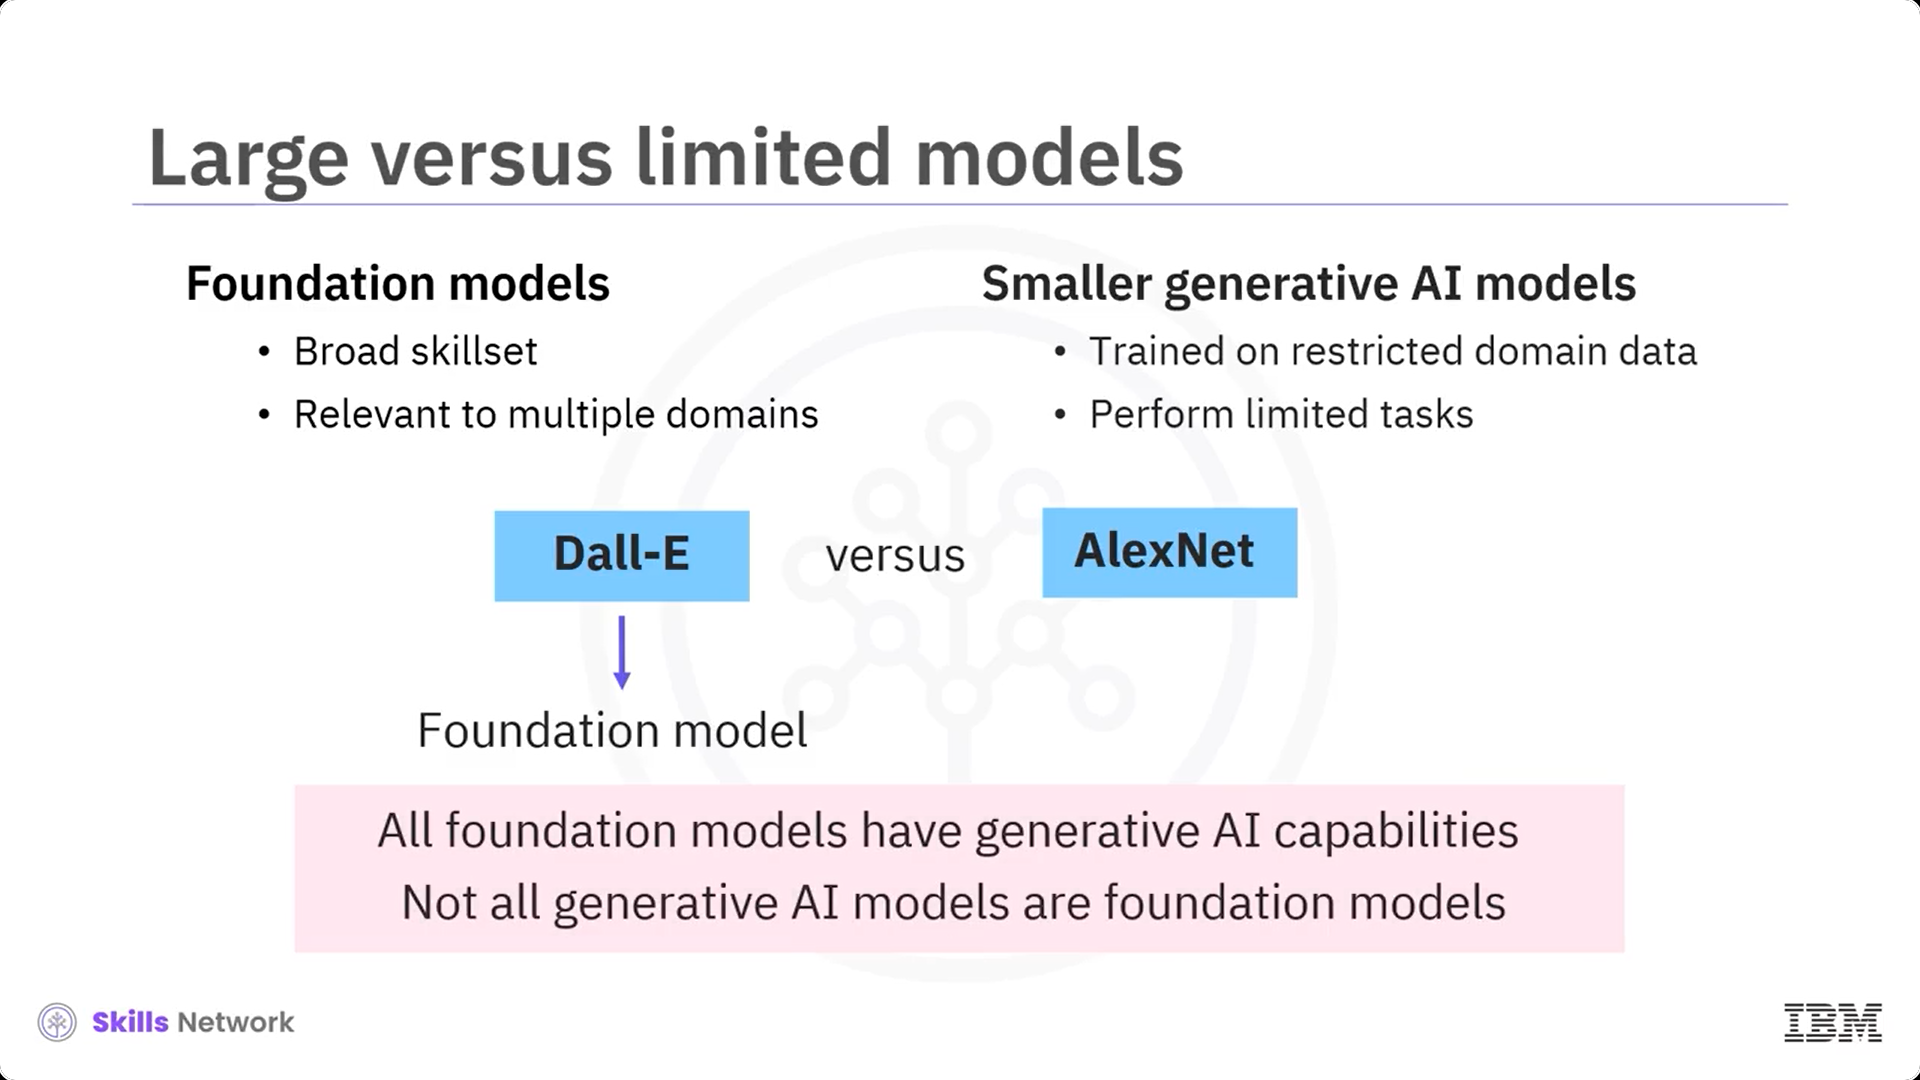 Large versus limited models
Foundation models
• Broad skillset
• Relevant to multiple domains
Smaller generative AI models
• Trained on restricted domain data
• Perform limited tasks
Dall-E versus AlexNet
Foundation model
All foundation models have generative AI capabilities
Not all generative AI models are foundation models
Skills Network
IBM